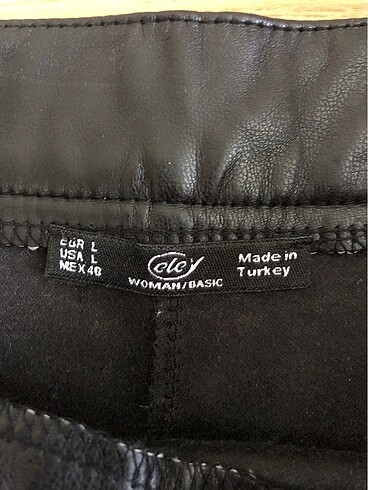 EUR L
USA L
MEX 40
eley
WOMAN/BASIC
Made in
Turkey